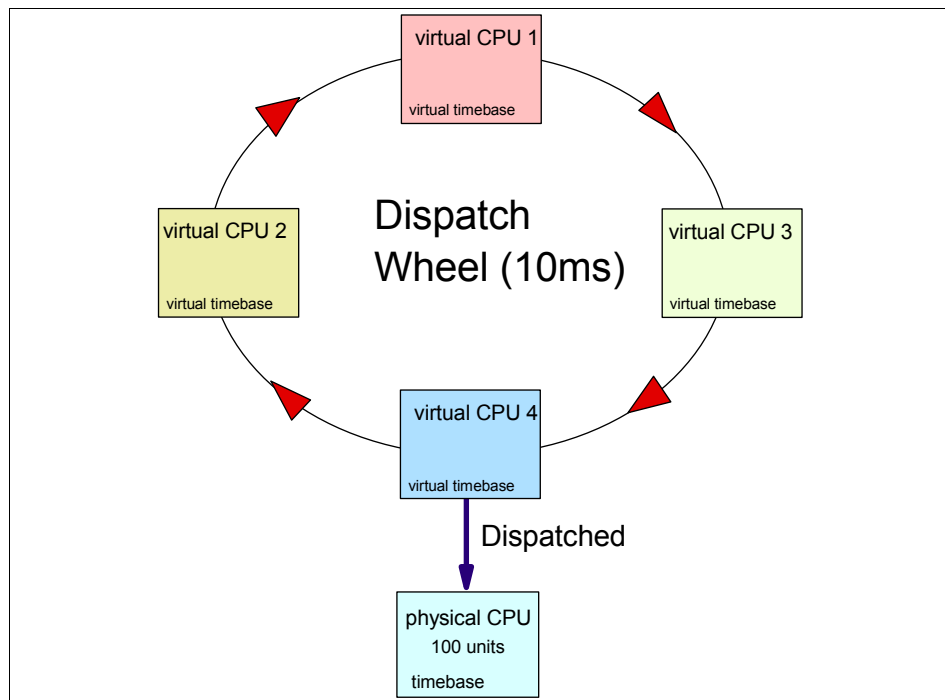 virtual CPU 1
virtual timebase
virtual CPU 2
virtual timebase
Dispatch
Wheel (10ms)
virtual CPU 3
virtual timebase
virtual CPU 4
virtual timebase
Dispatched
physical CPU
100 units
timebase